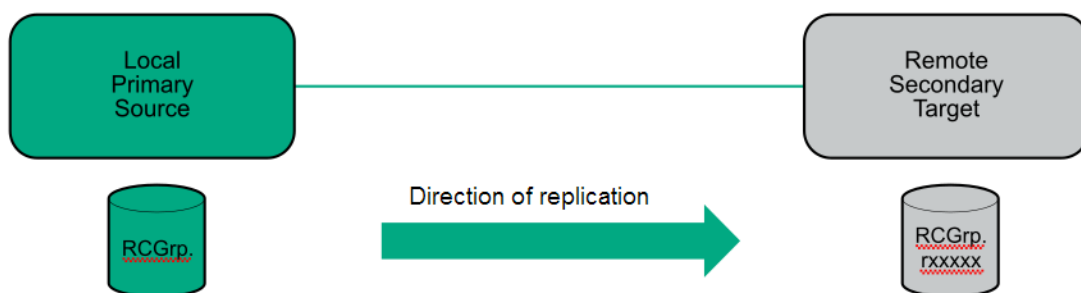 Local
Primary
Source
Remote
Secondary
Target
Direction of replication
RCGrp.
RCGrp.
rxxxxx